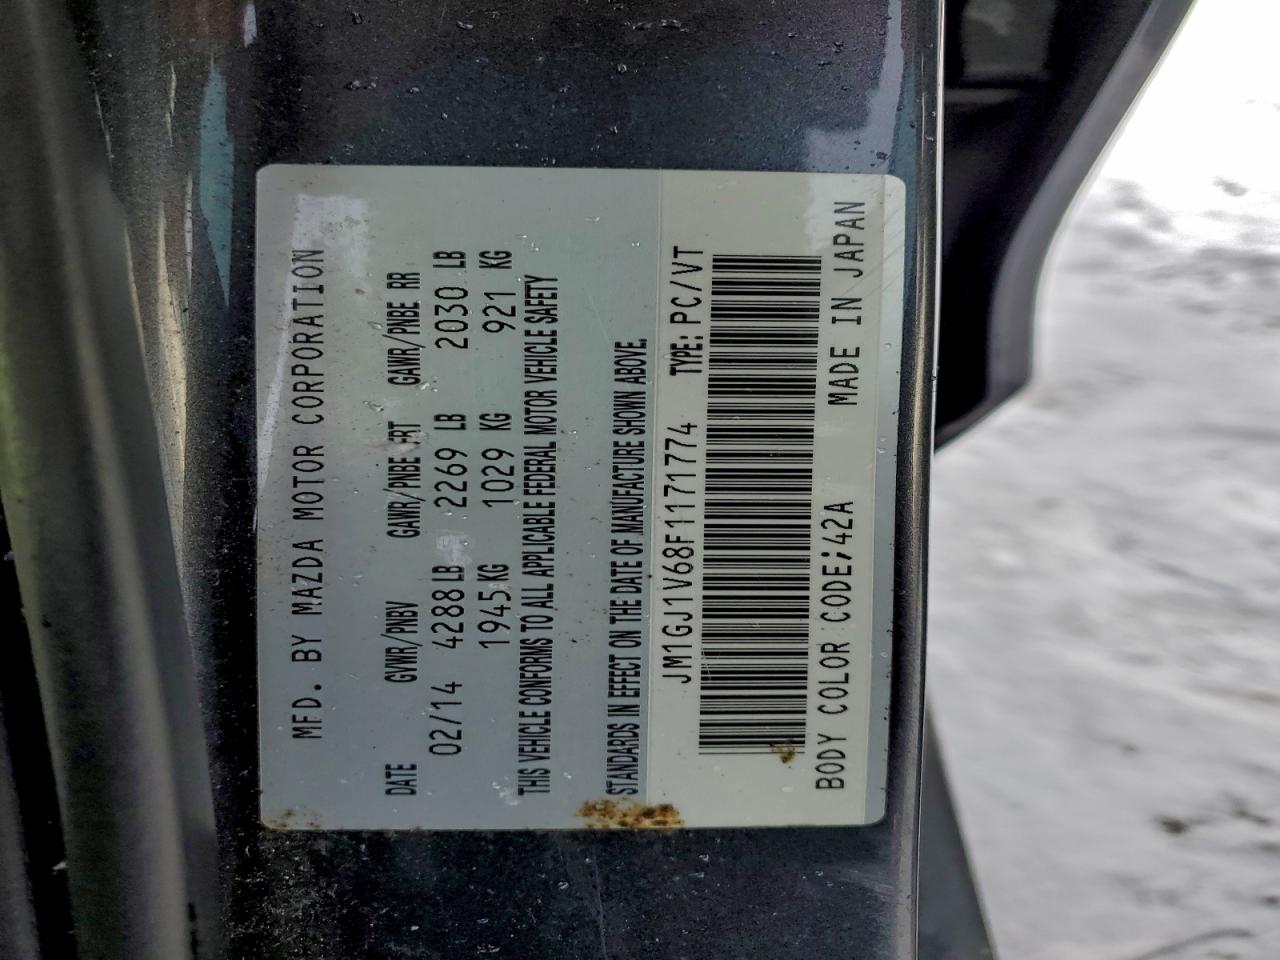 MFD. BY MAZDA MOTOR CORPORATION
DATE GVWR/PNBV GAWR/PNBE FRT GAWR/PNBE RR
02/14 4288 LB 2269 LB 2030 LB
1945 KG 1029 KG 921 KG
THIS VEHICLE CONFORMS TO ALL APPLICABLE FEDERAL MOTOR VEHICLE SAFETY
STANDARDS IN EFFECT ON THE DATE OF MANUFACTURE SHOWN ABOVE.
JM1GJ1V68F1171774 TYPE: PC/VT
BODY COLOR CODE;42A MADE IN JAPAN